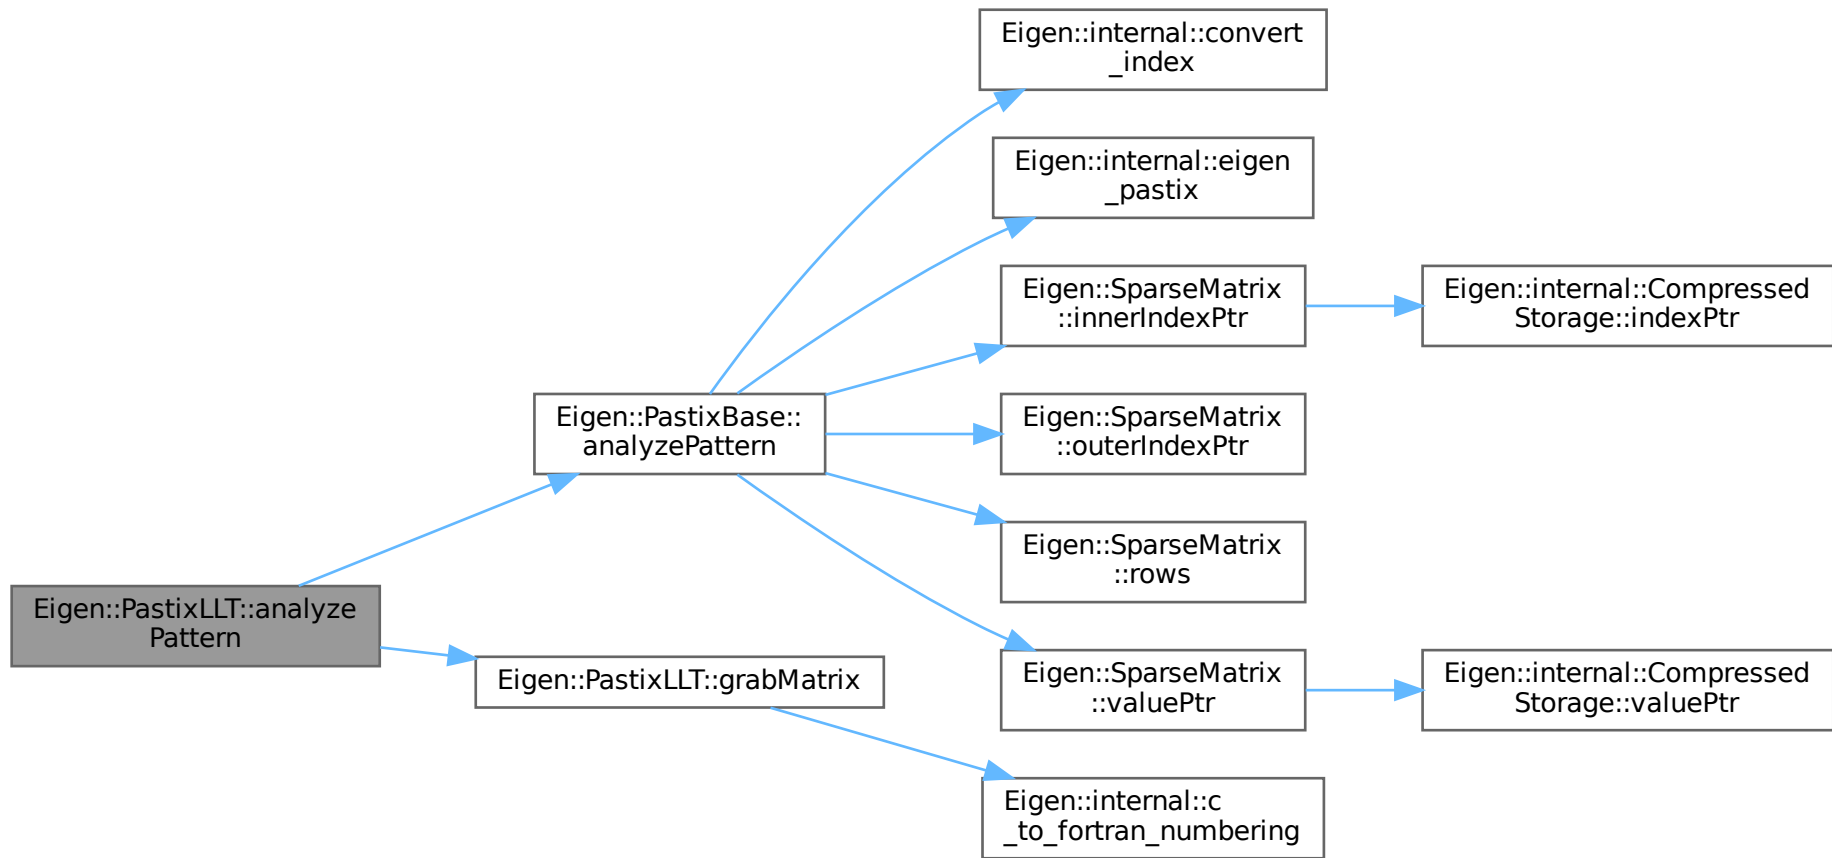 Eigen::internal::convert
_index
Eigen::internal::eigen
_pastix
Eigen::SparseMatrix
::innerIndexPtr
Eigen::internal::Compressed
Storage::indexPtr
Eigen::PastixBase::
analyzePattern
Eigen::SparseMatrix
::outerIndexPtr
Eigen::SparseMatrix
::rows
Eigen::PastixLLT::analyze
Pattern
Eigen::PastixLLT::grabMatrix
Eigen::SparseMatrix
::valuePtr
Eigen::internal::Compressed
Storage::valuePtr
Eigen::internal::c
_to_fortran_numbering